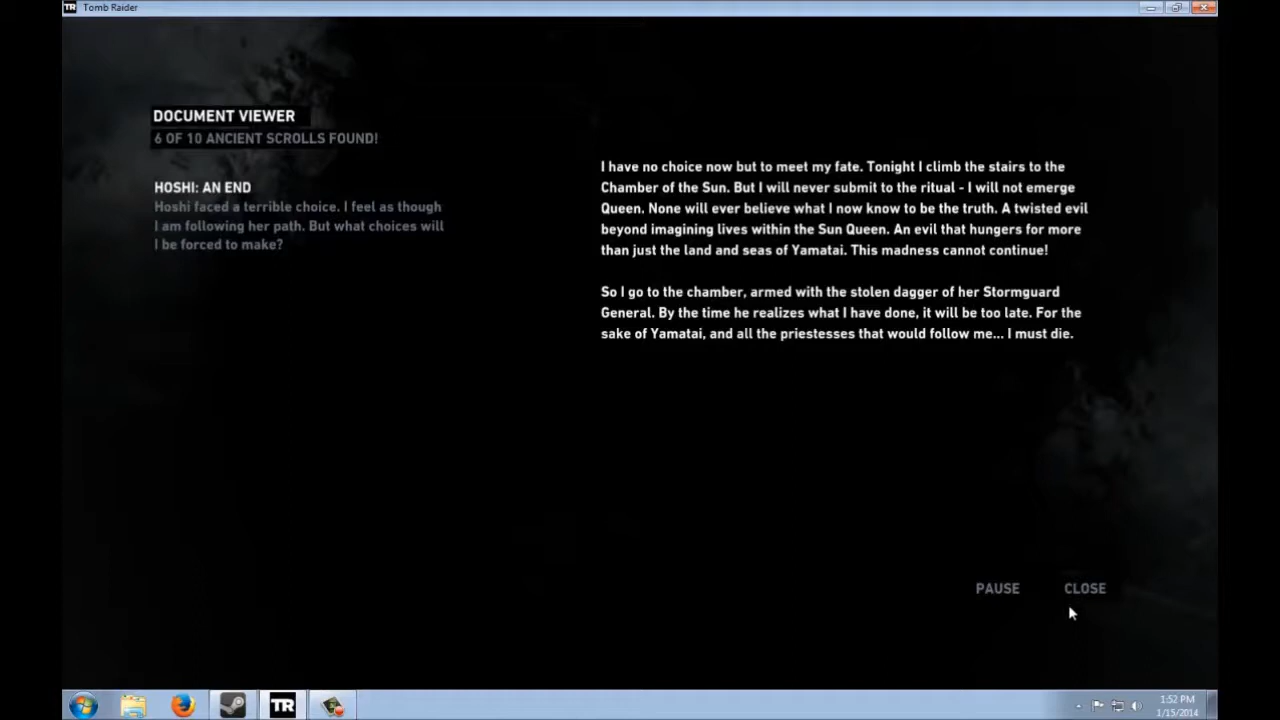 TR Tomb Raider
DOCUMENT VIEWER
6 OF 10 ANCIENT SCROLLS FOUND!
HOSHI: AN END
Hoshi faced a terrible choice. I feel as though
I am following her path. But what choices will
I be forced to make?
I have no choice now but to meet my fate. Tonight I climb the stairs to the
Chamber of the Sun. But I will never submit to the ritual - I will not emerge
Queen. None will ever believe what I now know to be the truth. A twisted evil
beyond imagining lives within the Sun Queen. An evil that hungers for more
than just the land and seas of Yamatai. This madness cannot continue!
So I go to the chamber, armed with the stolen dagger of her Stormguard
General. By the time he realizes what I have done, it will be too late. For the
sake of Yamatai, and all the priestesses that would follow me... I must die.
PAUSE CLOSE
TR
1:52 PM
1/15/2014